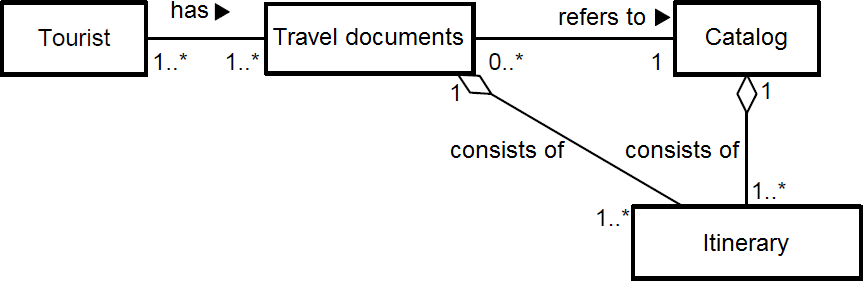 has ▶
refers to ▶
Tourist
Travel documents
Catalog
1..*
1..*
0..*
1
1
1
consists of
consists of
1..*
1..*
Itinerary